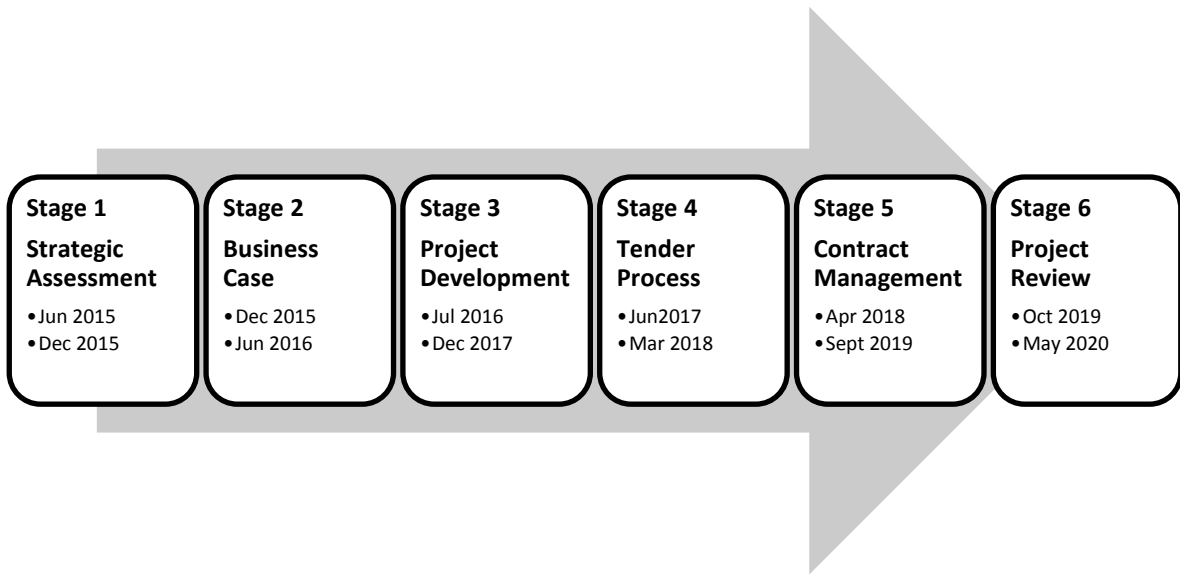 Stage 1
Strategic
Assessment
•Jun 2015
•Dec 2015
Stage 2
Business
Case
•Dec 2015
•Jun 2016
Stage 3
Project
Development
•Jul 2016
•Dec 2017
Stage 4
Tender
Process
•Jun2017
•Mar 2018
Stage 5
Contract
Management
•Apr 2018
•Sept 2019
Stage 6
Project
Review
•Oct 2019
•May 2020